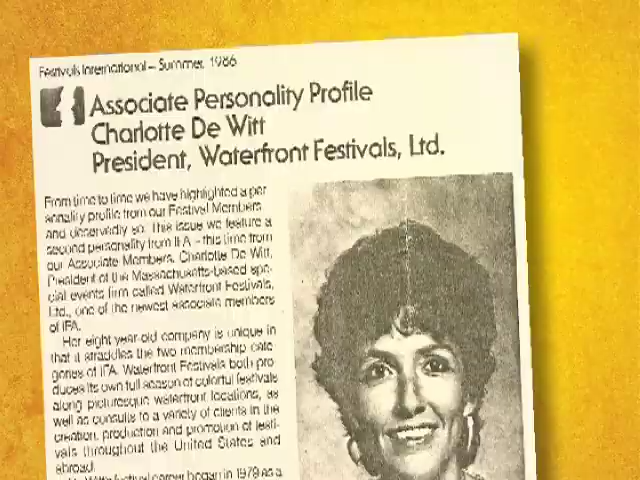 Festivals International – Summer, 1986
Associate Personality Profile
Charlotte De Witt
President, Waterfront Festivals, Ltd.
From time to time we have highlighted a per
sonality profile from our Festival Members
and deservedly so. This issue we feature a
second personality from IFA – this time from
our Associate Members. Charlotte De Witt,
President of the Massachusetts-based spe-
cial events firm called Waterfront Festivals,
Ltd., one of the newest associate members
of IFA.
Her eight year-old company is unique in
that it straddles the two membership cate-
gories of IFA. Waterfront Festivals both pro-
duces its own full season of colorful festivals
along picturesque waterfront locations, as
well as consults to a variety of clients in the
creation, production and promotion of festi-
vals throughout the United States and
abroad.
festival career began in 1979 as a